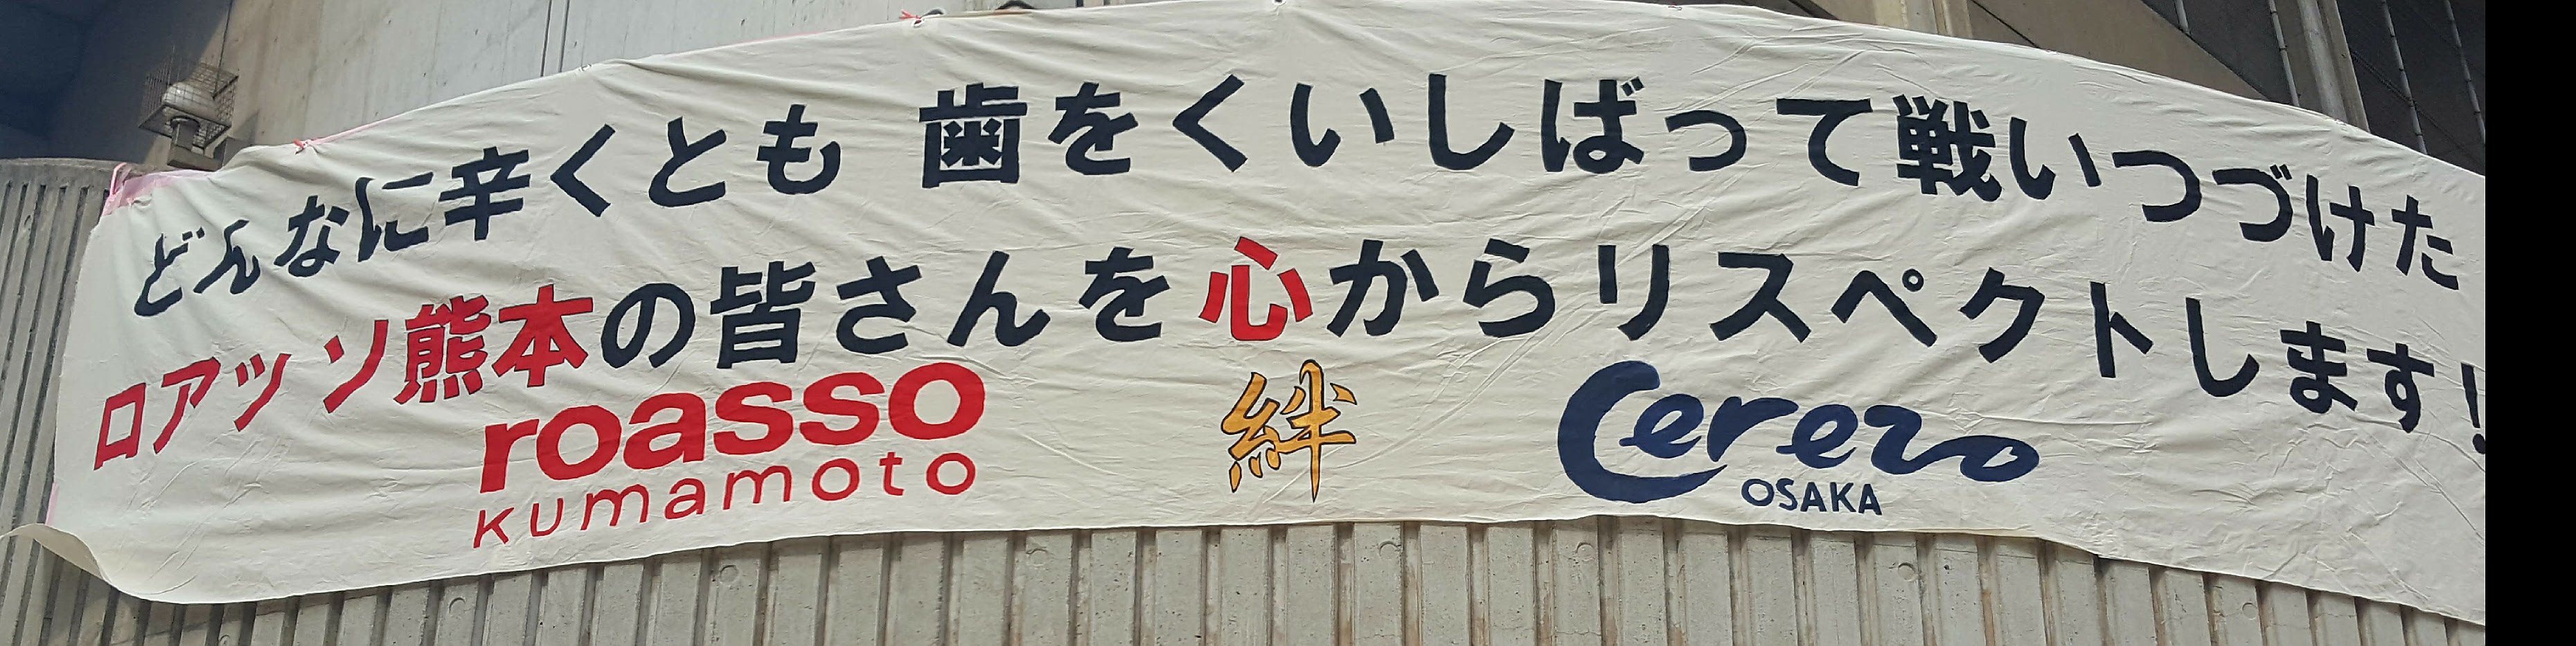 どんなに辛くとも 歯をくいしばって戦いつづけた
ロアッソ熊本の皆さんを心からリスペクトします!
roasso
kumamoto
絆
Cerezo
OSAKA